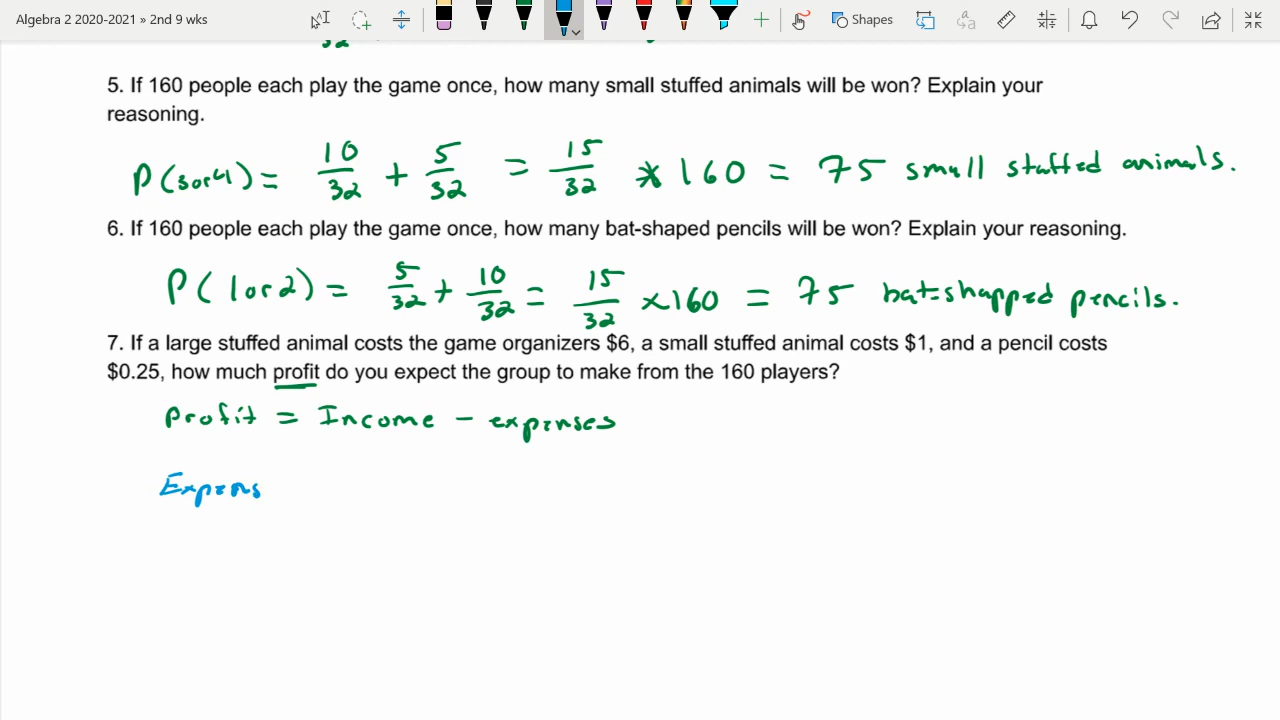 Algebra 2 2020-2021 » 2nd 9 wks
Shapes
32
5. If 160 people each play the game once, how many small stuffed animals will be won? Explain your
reasoning.
P(3or4) = 10/32 + 5/32 = 15/32 * 160 = 75 small stuffed animals.
6. If 160 people each play the game once, how many bat-shaped pencils will be won? Explain your reasoning.
P(1or2) = 5/32 + 10/32 = 15/32 x160 = 75 bat-shapped pencils.
7. If a large stuffed animal costs the game organizers $6, a small stuffed animal costs $1, and a pencil costs
$0.25, how much profit do you expect the group to make from the 160 players?
Profit = Income - expenses
Expens